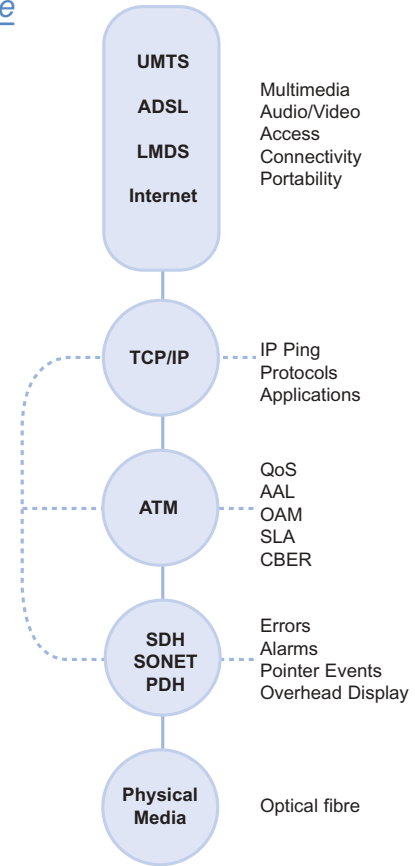 e
UMTS
ADSL
LMDS
Internet
Multimedia
Audio/Video
Access
Connectivity
Portability
TCP/IP
IP Ping
Protocols
Applications
ATM
QoS
AAL
OAM
SLA
CBER
SDH
SONET
PDH
Errors
Alarms
Pointer Events
Overhead Display
Physical
Media
Optical fibre